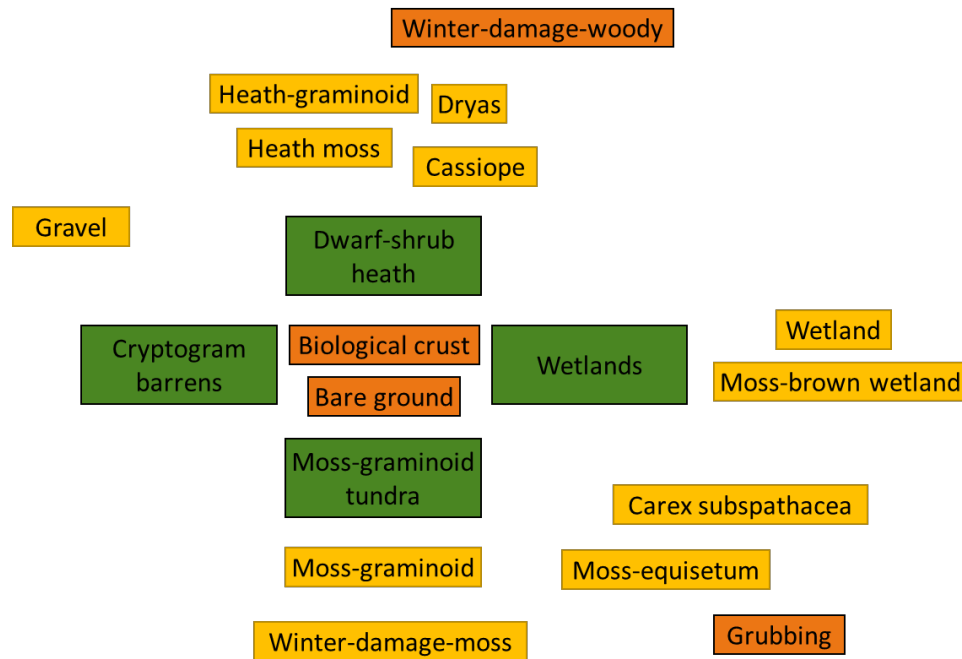 Winter-damage-woody
Heath-graminoid
Dryas
Heath moss
Cassiope
Gravel
Dwarf-shrub
heath
Cryptogram
barrens
Biological crust
Bare ground
Wetlands
Wetland
Moss-brown wetland
Moss-graminoid
tundra
Carex subspathacea
Moss-graminoid
Moss-equisetum
Winter-damage-moss
Grubbing